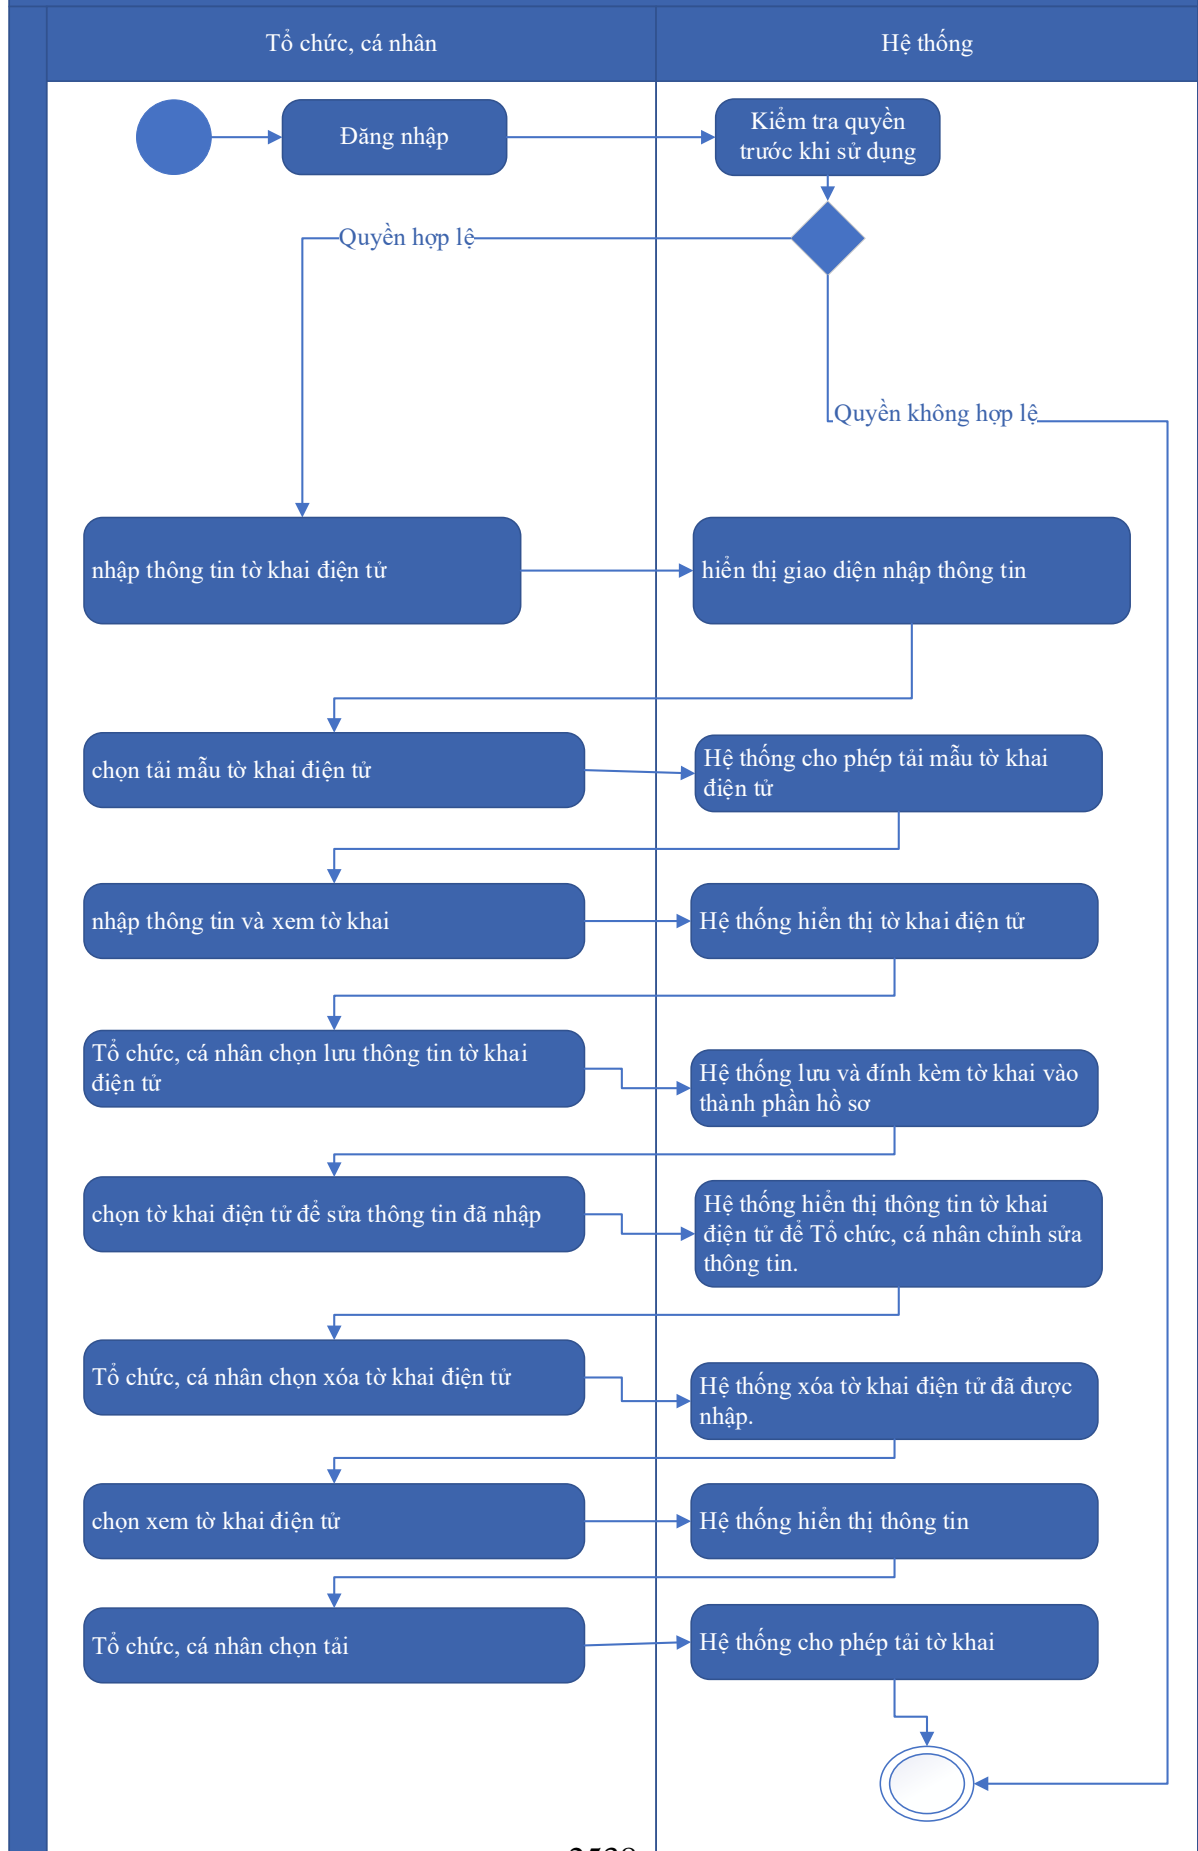 Tổ chức, cá nhân
Hệ thống
Đăng nhập
Kiểm tra quyền
trước khi sử dụng
Quyền hợp lệ
Quyền không hợp lệ
nhập thông tin tờ khai điện tử
hiển thị giao diện nhập thông tin
chọn tải mẫu tờ khai điện tử
Hệ thống cho phép tải mẫu tờ khai
điện tử
nhập thông tin và xem tờ khai
Hệ thống hiển thị tờ khai điện tử
Tổ chức, cá nhân chọn lưu thông tin tờ khai
điện tử
Hệ thống lưu và đính kèm tờ khai vào
thành phần hồ sơ
chọn tờ khai điện tử để sửa thông tin đã nhập
Hệ thống hiển thị thông tin tờ khai
điện tử để Tổ chức, cá nhân chỉnh sửa
thông tin.
Tổ chức, cá nhân chọn xóa tờ khai điện tử
Hệ thống xóa tờ khai điện tử đã được
nhập.
chọn xem tờ khai điện tử
Hệ thống hiển thị thông tin
Tổ chức, cá nhân chọn tải
Hệ thống cho phép tải tờ khai